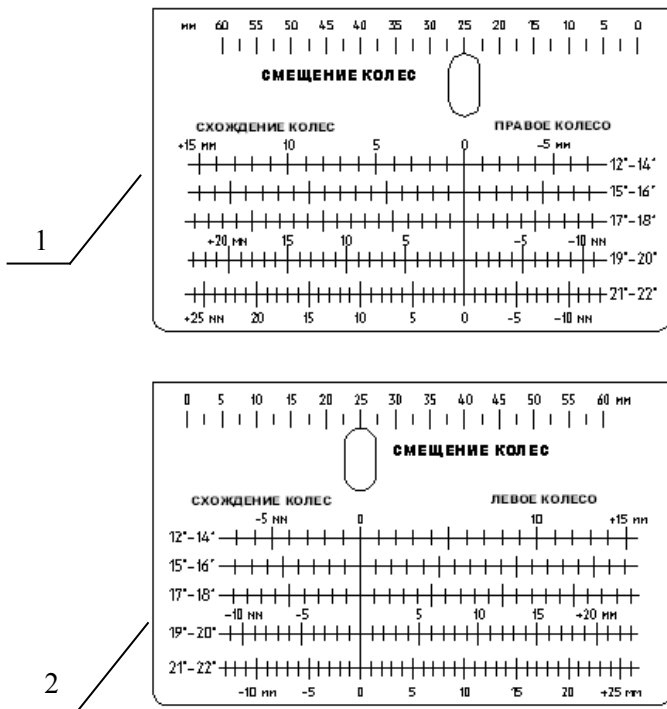 мм 60 55 50 45 40 35 30 25 20 15 10 5 0
СМЕЩЕНИЕ КОЛЕС
СХОЖДЕНИЕ КОЛЕС ПРАВОЕ КОЛЕСО
+15 мм 10 5 0 -5 мм
12"-14"
15"-16"
17"-18"
1
+20 мм 15 10 5 -5 -10 NN
19"-20"
21"-22"
+25 NN 20 15 10 5 0 -5 -10 NN
0 5 10 15 20 25 30 35 40 45 50 55 60 мм
СМЕЩЕНИЕ КОЛЕС
СХОЖДЕНИЕ КОЛЕС ЛЕВОЕ КОЛЕСО
-5 NN 0 10 +15 мм
12"-14"
15"-16"
17"-18"
-10 NN -5 5 10 15 +20 мм
19"-20"
21"-22"
2
-10 мм -5 0 5 10 15 20 +25 мм